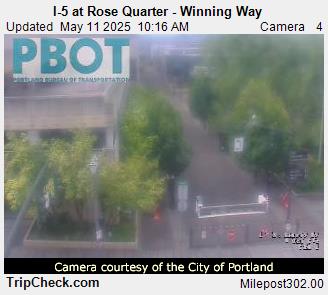 I-5 at Rose Quarter - Winning Way
Updated May 11 2025 10:16 AM Camera 4
PBOT
PORTLAND BUREAU OF TRANSPORTATION
Camera courtesy of the City of Portland
TripCheck.com Milepost302.00